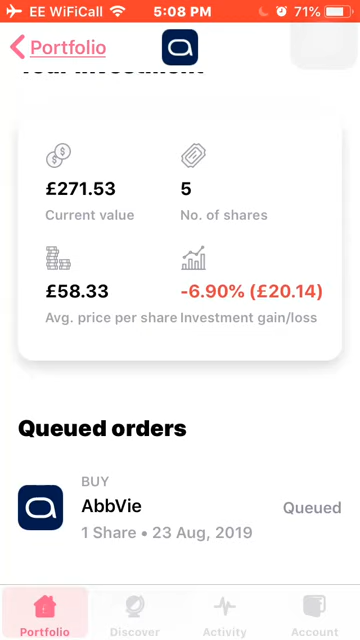 EE WiFiCall 5:08 PM 71%
Portfolio
Your investment
£271.53 5
Current value No. of shares
£58.33 -6.90% (£20.14)
Avg. price per share Investment gain/loss
Queued orders
BUY
AbbVie Queued
1 Share • 23 Aug, 2019
Portfolio Discover Activity Account